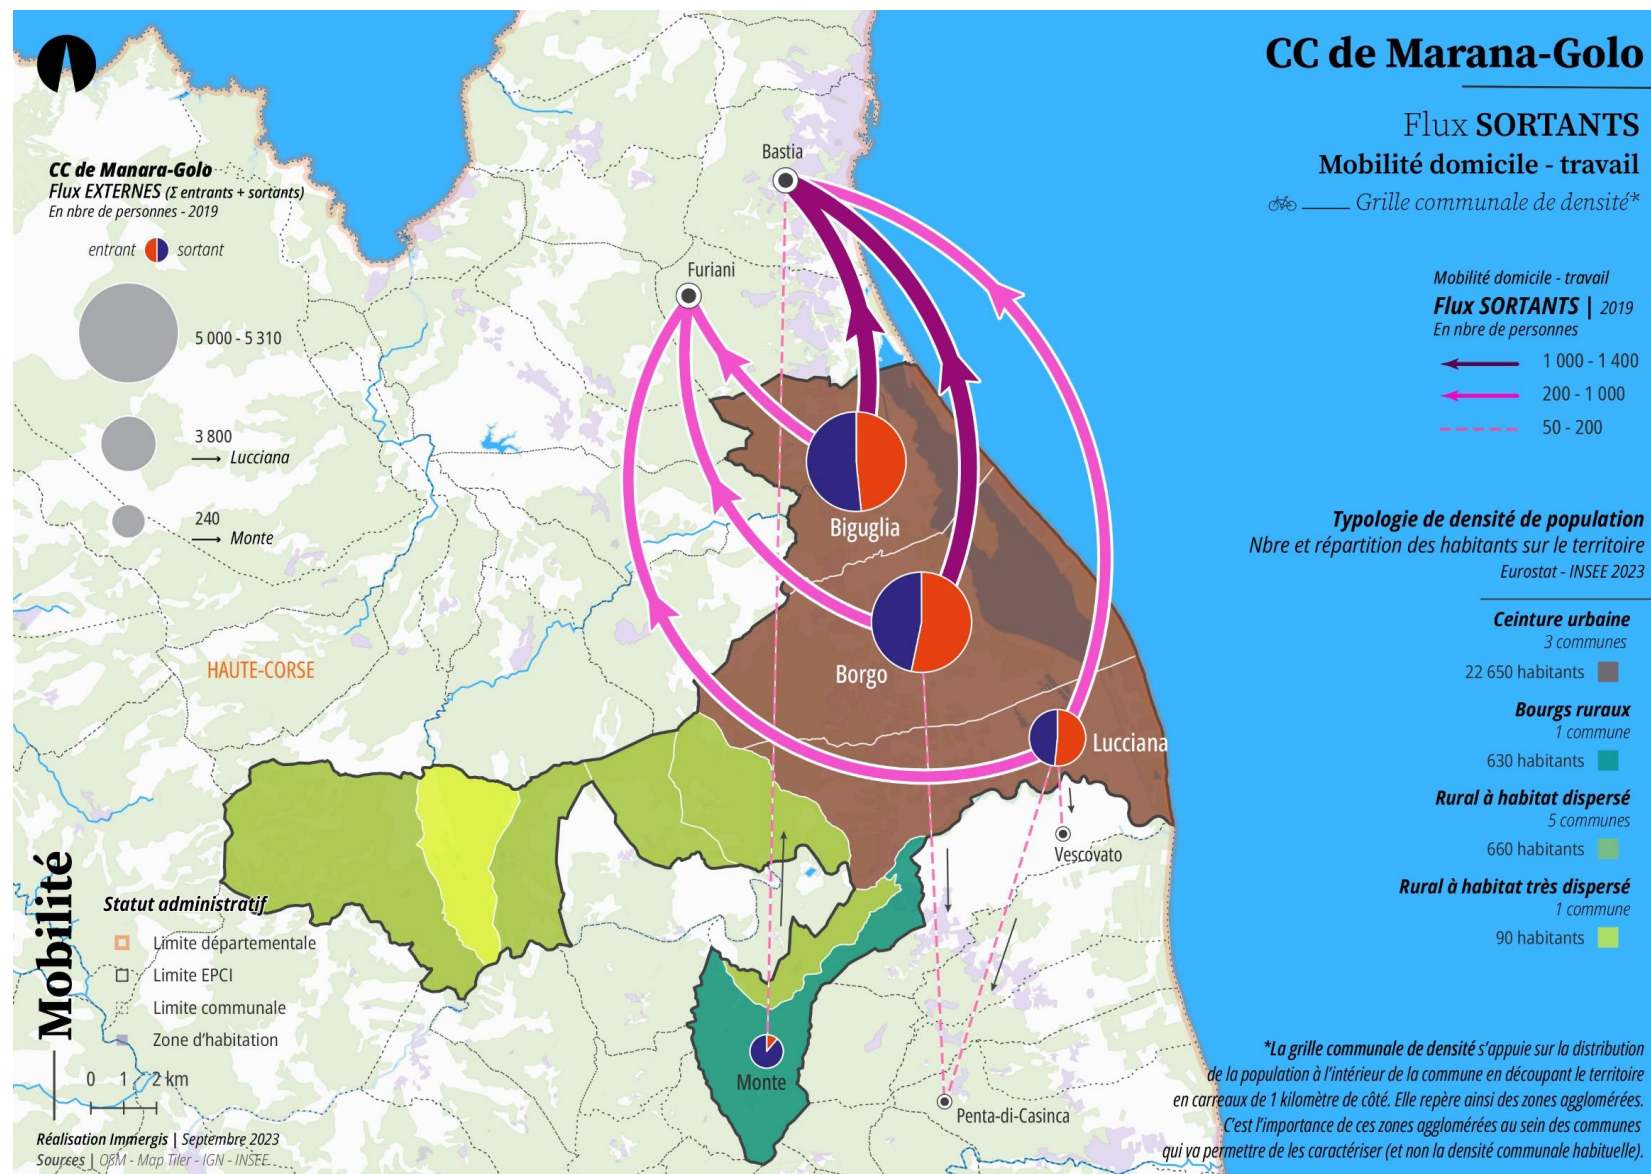 CC de Marana-Golo
Flux SORTANTS
Mobilité domicile - travail
Grille communale de densité*
CC de Manara-Golo
Flux EXTERNES (Σ entrants + sortants)
En nbre de personnes - 2019
entrant sortant
5 000 - 5 310
3 800
→ Lucciana
240
→ Monte
Bastia
Furiani
Biguglia
Borgo
Lucciana
Vescovato
Monte
Penta-di-Casinca
HAUTE-CORSE
Mobilité domicile - travail
Flux SORTANTS | 2019
En nbre de personnes
1 000 - 1 400
200 - 1 000
50 - 200
Typologie de densité de population
Nbre et répartition des habitants sur le territoire
Eurostat - INSEE 2023
Ceinture urbaine
3 communes
22 650 habitants
Bourgs ruraux
1 commune
630 habitants
Rural à habitat dispersé
5 communes
660 habitants
Rural à habitat très dispersé
1 commune
90 habitants
Mobilité
Statut administratif
Limite départementale
Limite EPCI
Limite communale
Zone d'habitation
0 1 2 km
Réalisation Immergis | Septembre 2023
Sources | OSM - Map Tiler - IGN - INSEE
*La grille communale de densité s'appuie sur la distribution
de la population à l'intérieur de la commune en découpant le territoire
en carreaux de 1 kilomètre de côté. Elle repère ainsi des zones agglomérées.
C'est l'importance de ces zones agglomérées au sein des communes
qui va permettre de les caractériser (et non la densité communale habituelle).